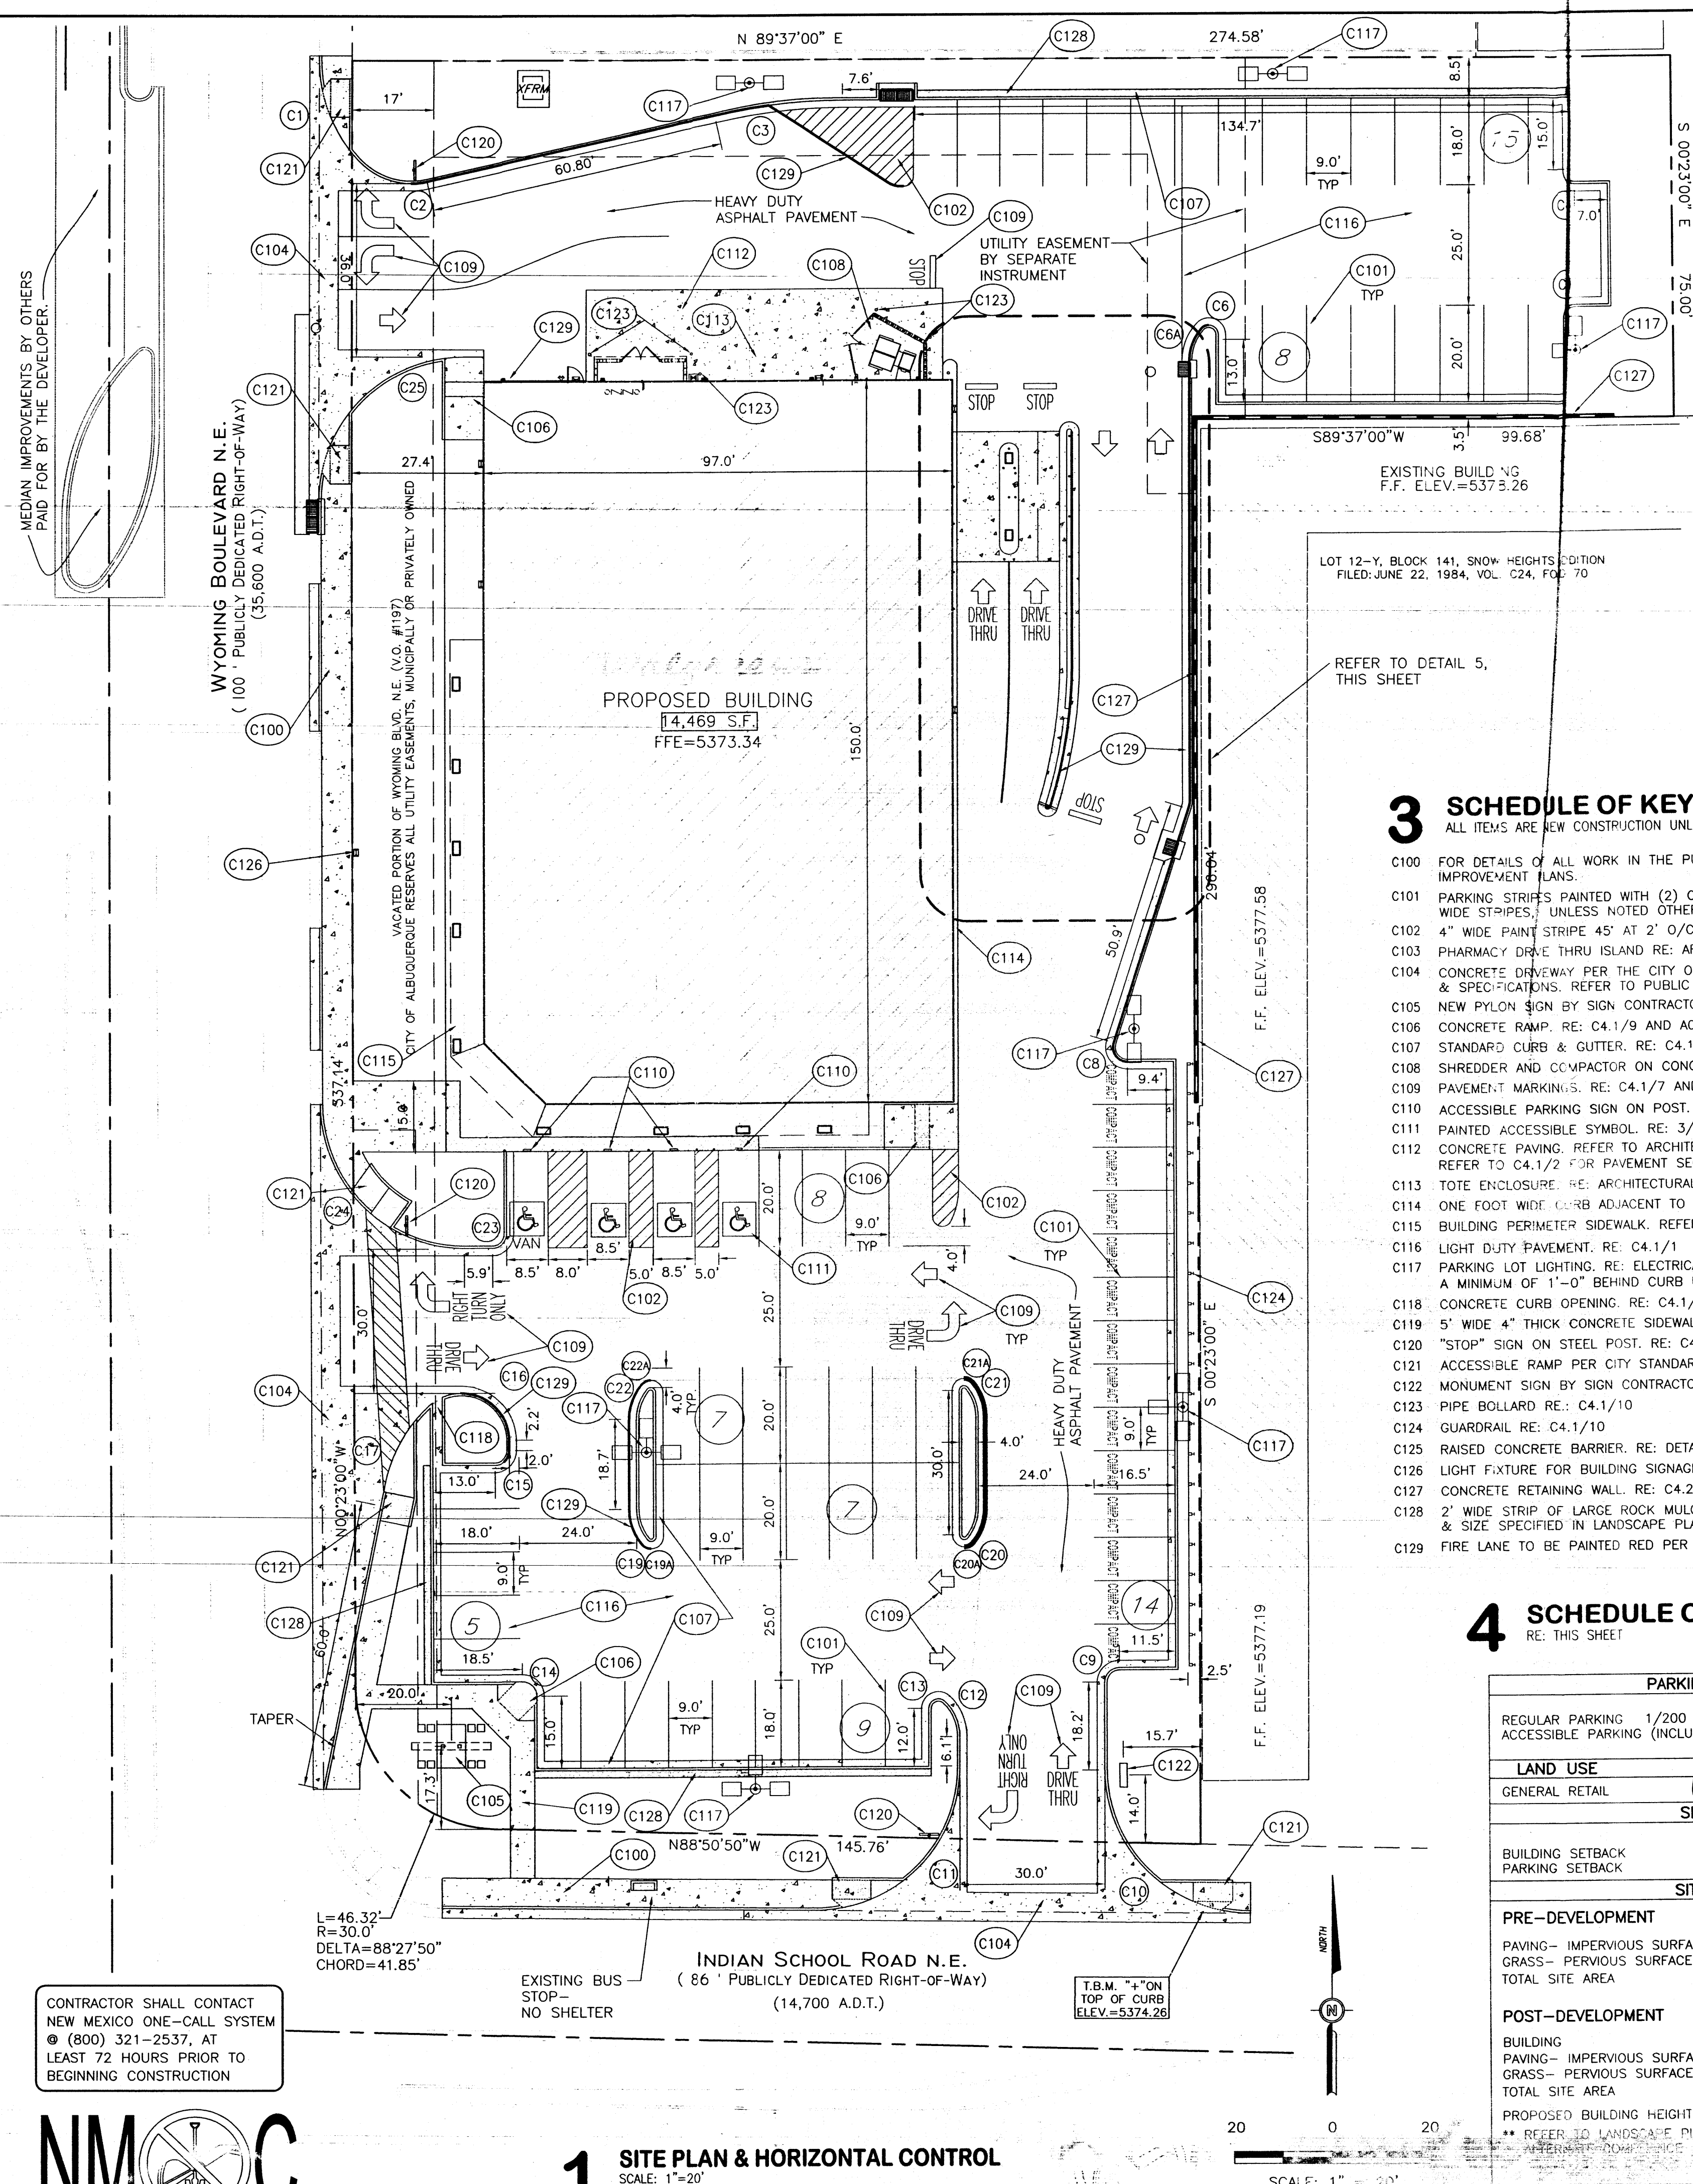 N 89°37'00" E
274.58'
C128
C117
XFRM
C117
7.6'
8.5'
17'
C1
C3
C120
C121
60.80'
C129
C2
134.7'
9.0'
TYP
18.0'
15
15.0'
S 00°23'00" E 75.00'
HEAVY DUTY
ASPHALT PAVEMENT
C102
C109
C107
C116
7.0'
UTILITY EASEMENT
BY SEPARATE
INSTRUMENT
C104
C109
36.0'
C112
C108
STOP
25.0'
C101
TYP
C123
C123
C113
C129
C6
C6A
8
13.0'
20.0'
C117
C127
MEDIAN IMPROVEMENTS BY OTHERS
PAID FOR BY THE DEVELOPER.
C121
C25
C106
C123
STOP
STOP
27.4'
97.0'
S89°37'00"W
3.5'
99.68'
EXISTING BUILDING
F.F. ELEV.=5378.26
WYOMING BOULEVARD N.E.
( 100 ' PUBLICLY DEDICATED RIGHT-OF-WAY)
(35,600 A.D.T.)
VACATED PORTION OF WYOMING BLVD. N.E. (V.O. #1197)
CITY OF ALBUQUERQUE RESERVES ALL UTILITY EASEMENTS, MUNICIPALLY OR PRIVATELY OWNED
LOT 12-Y, BLOCK 141, SNOW HEIGHTS
FILED: JUNE 22, 1984, VOL. C24, 70
DRIVE
THRU
DRIVE
THRU
REFER TO DETAIL 5,
THIS SHEET
PROPOSED BUILDING
14,469 S.F.
FFE=5373.34
150.0'
C100
C127
C129
STOP
C126
296.04'
F.F. ELEV.=5377.58
C114
50.9'
C115
C110
C110
C117
C8
9.4'
C127
337.14'
15.0'
C121
C24
C120
C23
VAN
8.5'
8.0'
8.5'
5.0'
8.5'
5.0'
5.9'
C102
C111
20.0'
8
9.0'
TYP
C106
C102
4.0'
C101
TYP
COMPACT COMPACT COMPACT COMPACT COMPACT COMPACT COMPACT COMPACT COMPACT COMPACT COMPACT COMPACT COMPACT COMPACT
30.0'
RIGHT
TURN
ONLY
DRIVE
THRU
C109
25.0'
C109
TYP
DRIVE
THRU
HEAVY DUTY
ASPHALT PAVEMENT
C124
S 00°23'00" E
C104
C16
C129
C22A
C22
C117
4.0'
TYP.
7
20.0'
C21A
C21
C118
2.2'
2.0'
C17
13.0'
C15
18.7'
30.0'
4.0'
24.0'
9.0'
TYP
16.5'
C117
N00°23'00"W
C129
18.0'
24.0'
9.0'
TYP
20.0'
7
C19
C19A
C20A
C20
C121
9.0'
TYP
C128
60.0'
5
C116
C107
C109
25.0'
14
11.5'
C101
TYP
18.5'
C14
C106
C9
2.5'
C13
C12
C109
F.F. ELEV.=5377.19
20.0'
TAPER
15.0'
9.0'
TYP
18.0'
9
12.0'
6.1'
RIGHT
TURN
ONLY
DRIVE
THRU
18.2'
15.7'
C122
17.3'
C105
C119
C128
C117
C120
14.0'
N88°50'50"W
145.76'
C121
C100
C121
C11
30.0'
C10
C104
L=46.32'
R=30.0'
DELTA=88°27'50"
CHORD=41.85'
EXISTING BUS
STOP-
NO SHELTER
INDIAN SCHOOL ROAD N.E.
( 86 ' PUBLICLY DEDICATED RIGHT-OF-WAY)
(14,700 A.D.T.)
T.B.M. "+"ON
TOP OF CURB
ELEV.=5374.26
NORTH
N
CONTRACTOR SHALL CONTACT
NEW MEXICO ONE-CALL SYSTEM
@ (800) 321-2537, AT
LEAST 72 HOURS PRIOR TO
BEGINNING CONSTRUCTION
NM C
1 SITE PLAN & HORIZONTAL CONTROL
SCALE: 1"=20'
20 0 20
SCALE: 1" = 20'
3 SCHEDULE OF KEY
ALL ITEMS ARE NEW CONSTRUCTION UNL
C100 FOR DETAILS OF ALL WORK IN THE PU
IMPROVEMENT PLANS.
C101 PARKING STRIPES PAINTED WITH (2) C
WIDE STRIPES, UNLESS NOTED OTHE
C102 4" WIDE PAINT STRIPE 45° AT 2' O/C
C103 PHARMACY DRIVE THRU ISLAND RE: A
C104 CONCRETE DRIVEWAY PER THE CITY O
& SPECIFICATIONS. REFER TO PUBLIC
C105 NEW PYLON SIGN BY SIGN CONTRACTO
C106 CONCRETE RAMP. RE: C4.1/9 AND AC
C107 STANDARD CURB & GUTTER. RE: C4.1
C108 SHREDDER AND COMPACTOR ON CONC
C109 PAVEMENT MARKINGS. RE: C4.1/7 AND
C110 ACCESSIBLE PARKING SIGN ON POST.
C111 PAINTED ACCESSIBLE SYMBOL. RE: 3/
C112 CONCRETE PAVING. REFER TO ARCHITE
REFER TO C4.1/2 FOR PAVEMENT SE
C113 TOTE ENCLOSURE. RE: ARCHITECTURAL
C114 ONE FOOT WIDE CURB ADJACENT TO
C115 BUILDING PERIMETER SIDEWALK. REFE
C116 LIGHT DUTY PAVEMENT. RE: C4.1/1
C117 PARKING LOT LIGHTING. RE: ELECTRICA
A MINIMUM OF 1'-0" BEHIND CURB
C118 CONCRETE CURB OPENING. RE: C4.1/
C119 5' WIDE 4" THICK CONCRETE SIDEWAL
C120 "STOP" SIGN ON STEEL POST. RE: C4
C121 ACCESSIBLE RAMP PER CITY STANDAR
C122 MONUMENT SIGN BY SIGN CONTRACTO
C123 PIPE BOLLARD RE.: C4.1/10
C124 GUARDRAIL RE: C4.1/10
C125 RAISED CONCRETE BARRIER. RE: DETA
C126 LIGHT FIXTURE FOR BUILDING SIGNAG
C127 CONCRETE RETAINING WALL. RE: C4.2
C128 2' WIDE STRIP OF LARGE ROCK MULC
& SIZE SPECIFIED IN LANDSCAPE PLA
C129 FIRE LANE TO BE PAINTED RED PER
4 SCHEDULE O
RE: THIS SHEET
PARKI
REGULAR PARKING 1/200
ACCESSIBLE PARKING (INCLU
LAND USE
GENERAL RETAIL
BUILDING SETBACK
PARKING SETBACK
SIT
PRE-DEVELOPMENT
PAVING- IMPERVIOUS SURFA
GRASS- PERVIOUS SURFACE
TOTAL SITE AREA
POST-DEVELOPMENT
BUILDING
PAVING- IMPERVIOUS SURFA
GRASS- PERVIOUS SURFACE
TOTAL SITE AREA
PROPOSED BUILDING HEIGHT
** REFER TO LANDSCAPE